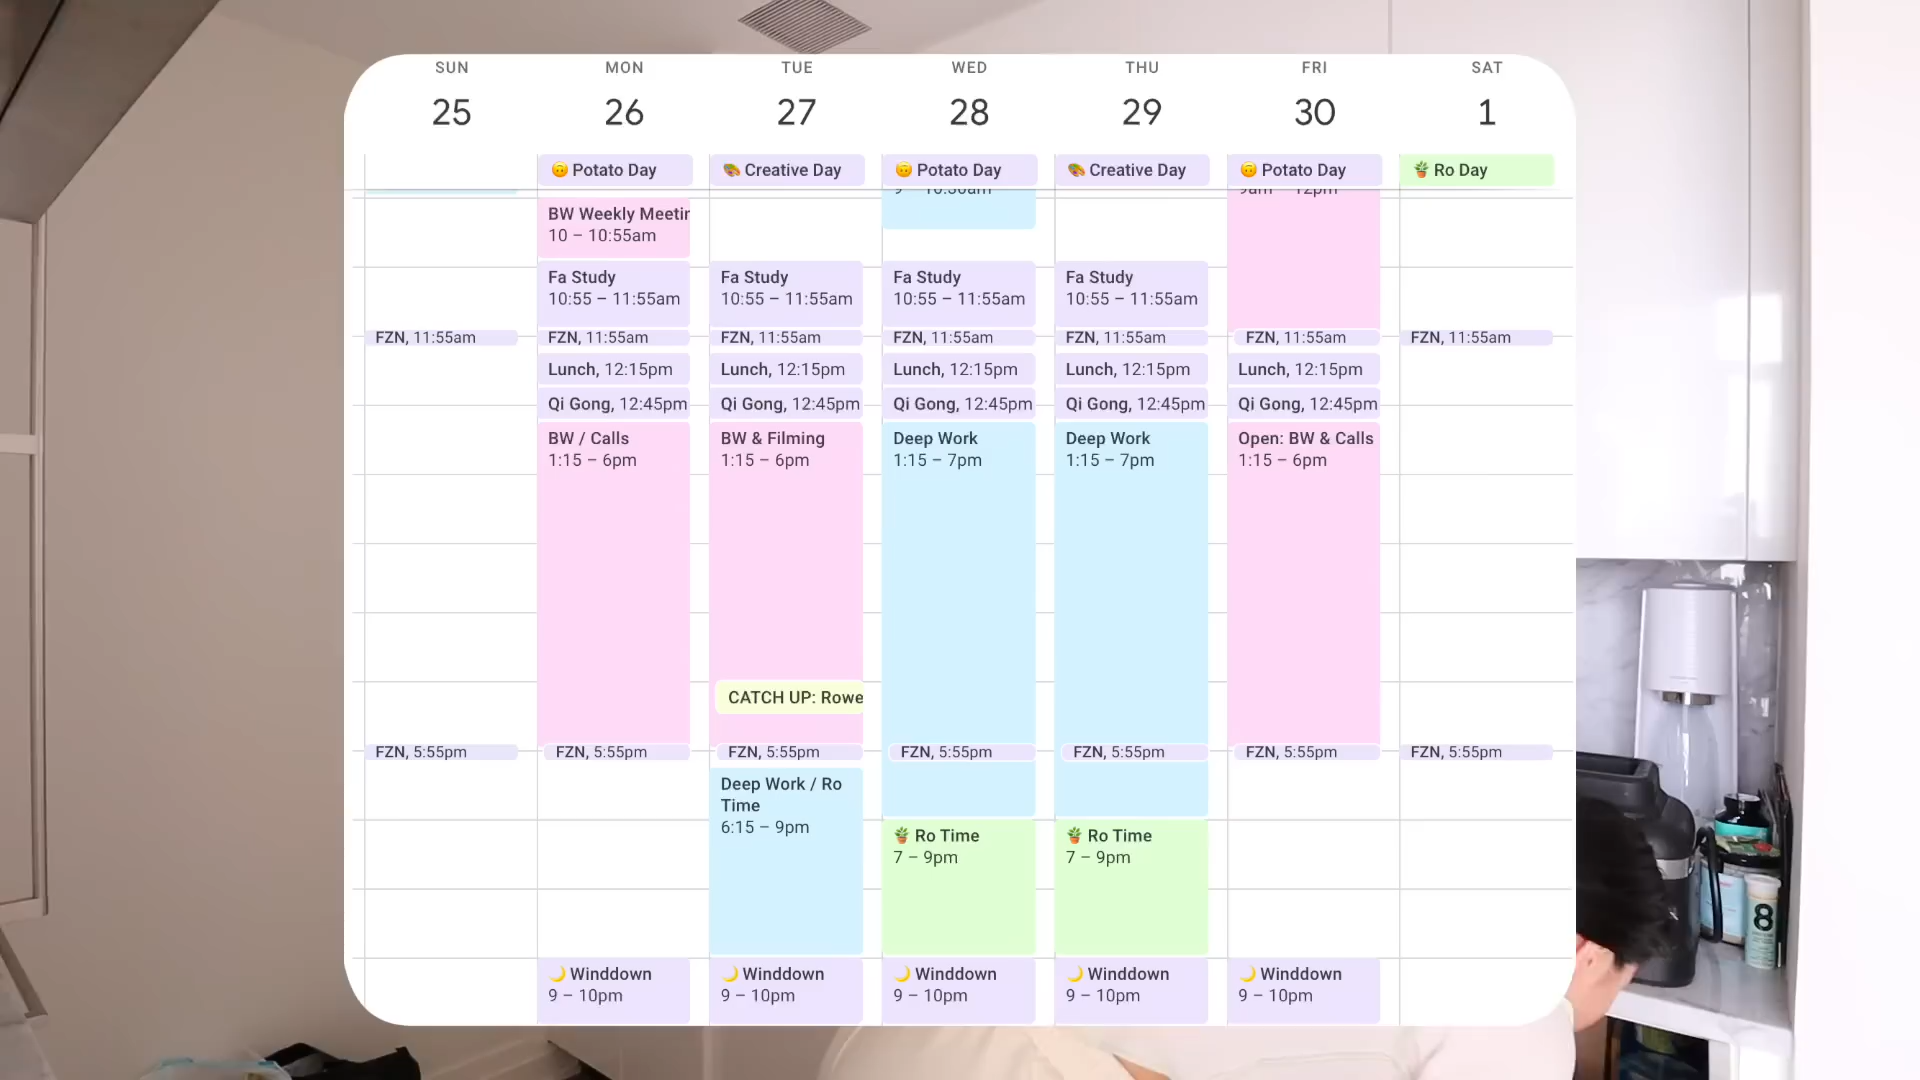 SUN MON TUE WED THU FRI SAT
25 26 27 28 29 30 1
🙃 Potato Day
🎨 Creative Day
🙃 Potato Day
🎨 Creative Day
🙃 Potato Day
🪴 Ro Day
BW Weekly Meetin
10 – 10:55am
Fa Study
10:55 – 11:55am
FZN, 11:55am
Lunch, 12:15pm
Qi Gong, 12:45pm
BW / Calls
1:15 – 6pm
FZN, 5:55pm
🌙 Winddown
9 – 10pm
Fa Study
10:55 – 11:55am
FZN, 11:55am
Lunch, 12:15pm
Qi Gong, 12:45pm
BW & Filming
1:15 – 6pm
CATCH UP: Rowe
FZN, 5:55pm
Deep Work / Ro
Time
6:15 – 9pm
🌙 Winddown
9 – 10pm
9 – 10:30am
Fa Study
10:55 – 11:55am
FZN, 11:55am
Lunch, 12:15pm
Qi Gong, 12:45pm
Deep Work
1:15 – 7pm
FZN, 5:55pm
🪴 Ro Time
7 – 9pm
🌙 Winddown
9 – 10pm
Fa Study
10:55 – 11:55am
FZN, 11:55am
Lunch, 12:15pm
Qi Gong, 12:45pm
Deep Work
1:15 – 7pm
FZN, 5:55pm
🪴 Ro Time
7 – 9pm
🌙 Winddown
9 – 10pm
9am – 12pm
FZN, 11:55am
Lunch, 12:15pm
Qi Gong, 12:45pm
Open: BW & Calls
1:15 – 6pm
FZN, 5:55pm
🌙 Winddown
9 – 10pm
FZN, 11:55am
FZN, 5:55pm
FZN, 11:55am
FZN, 5:55pm
8